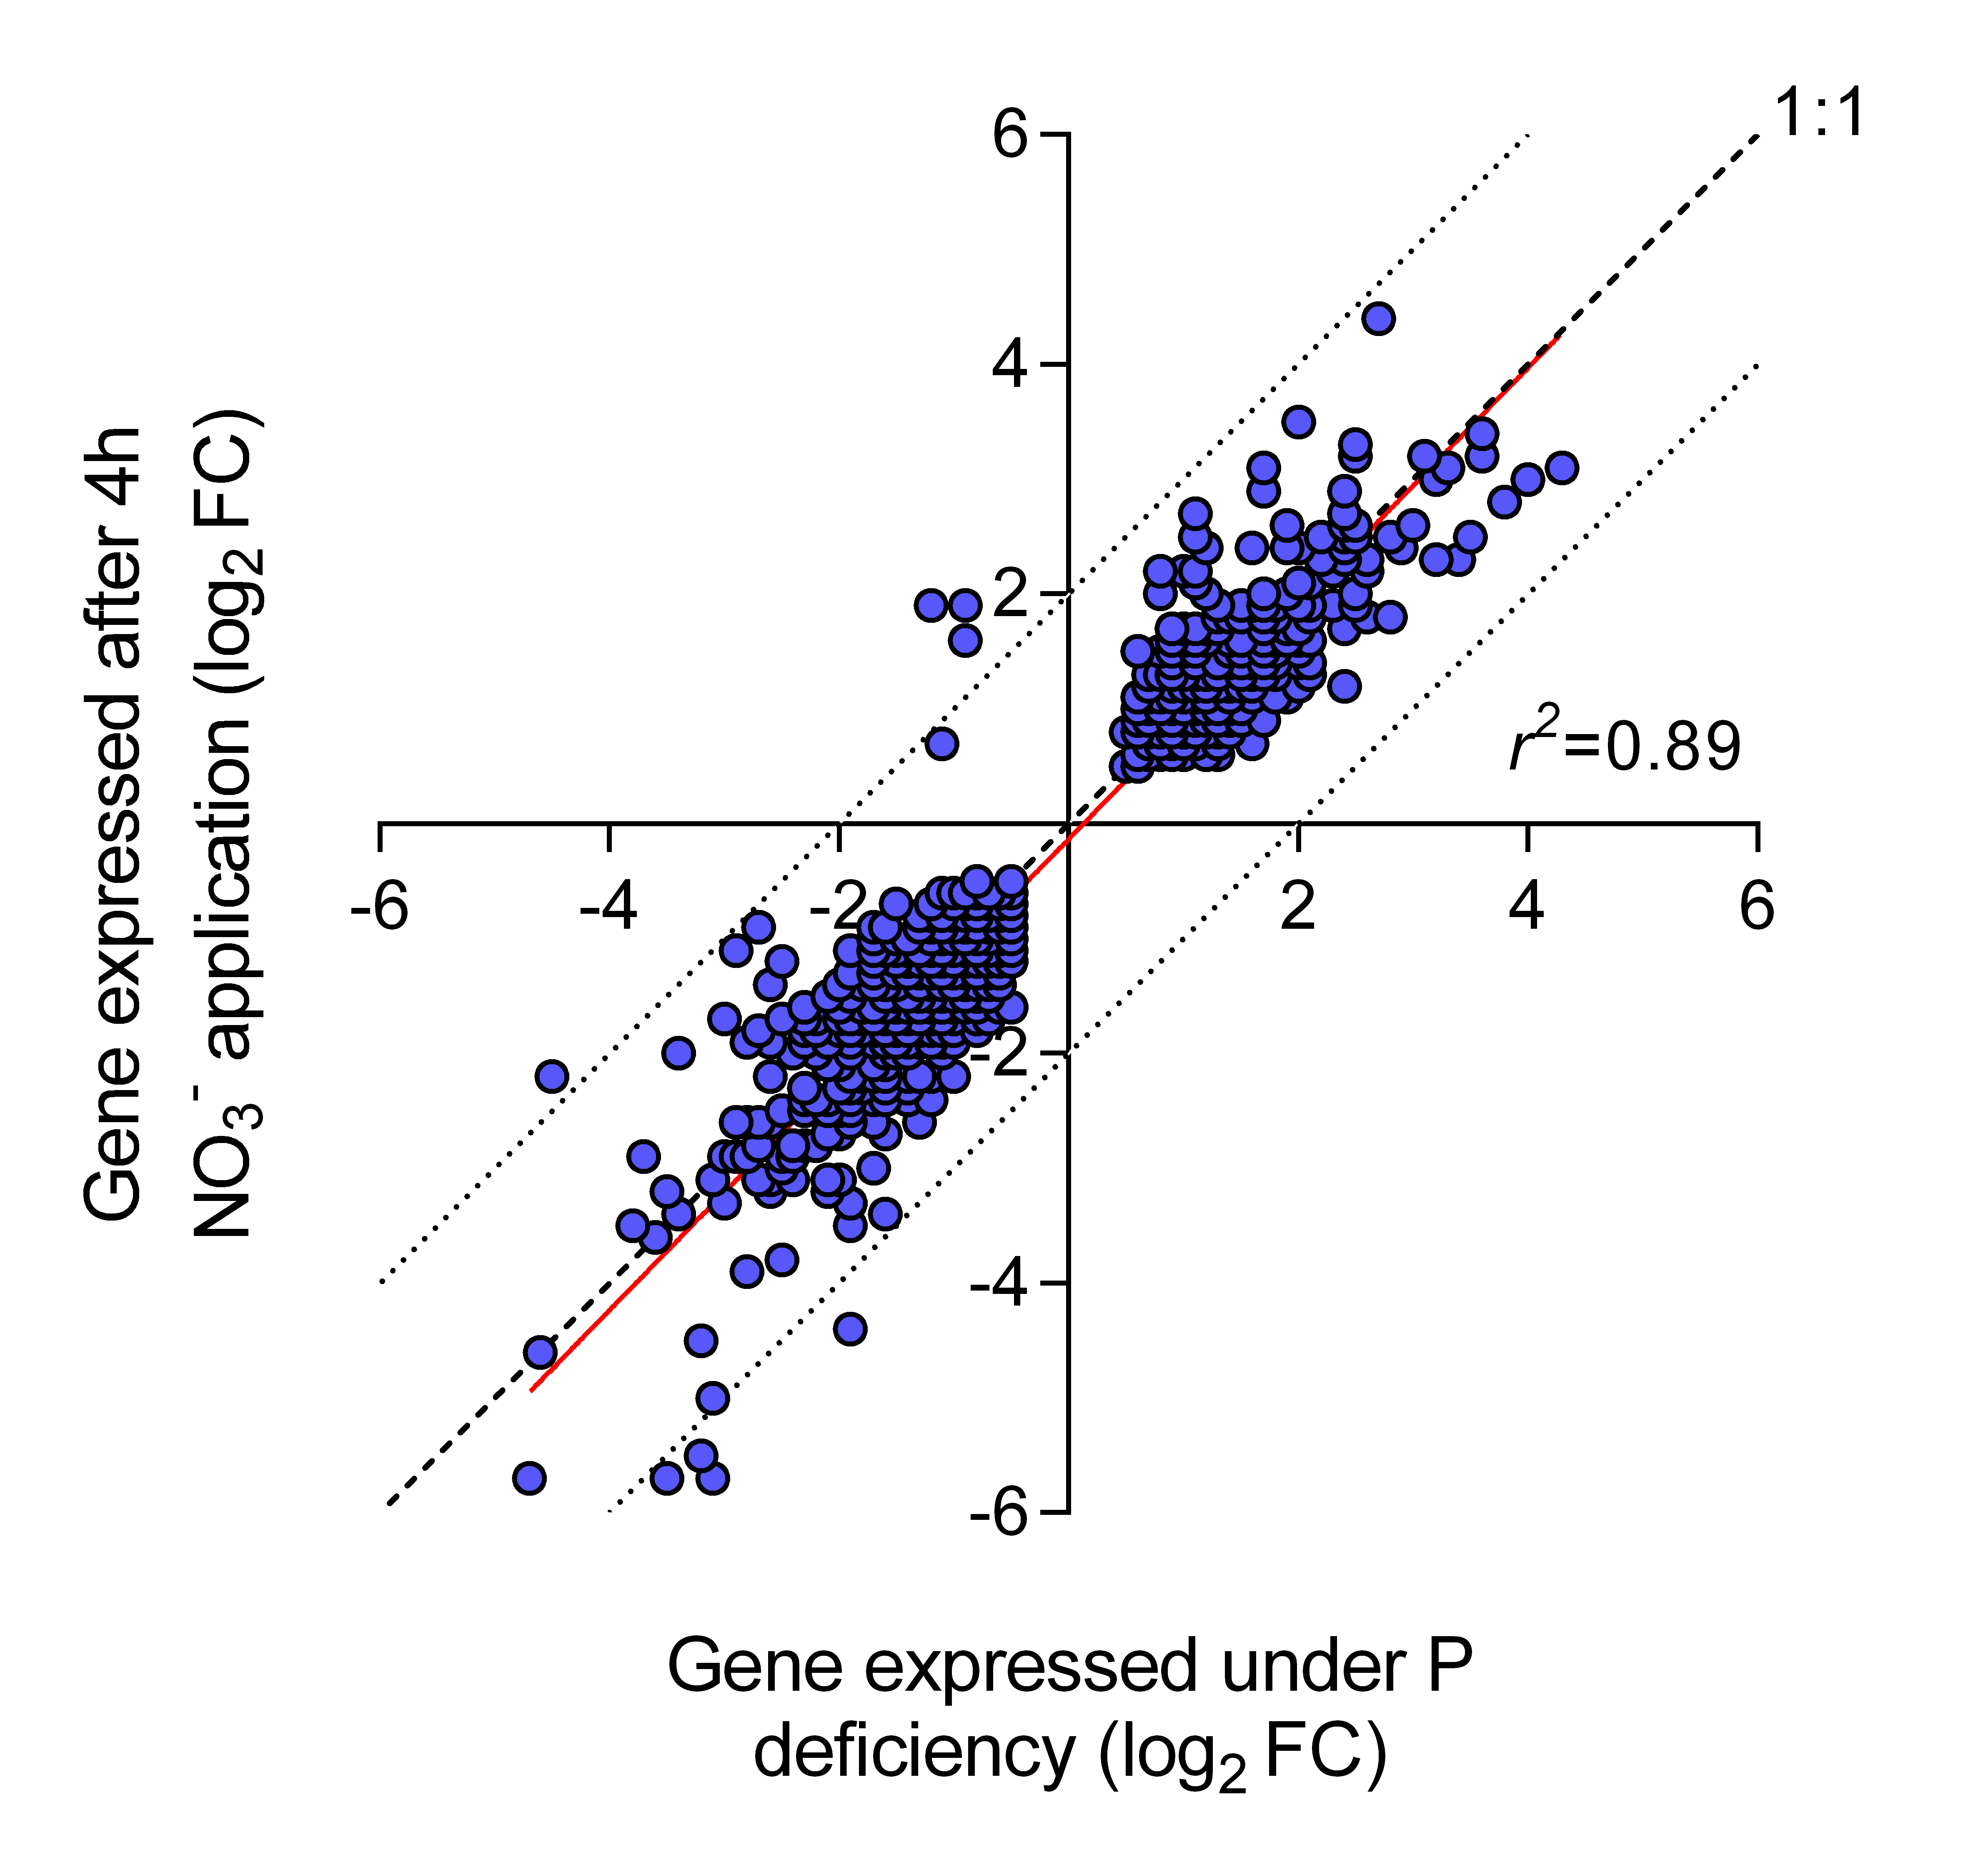 1:1
6
4
2
-2
-4
-6
-6
-4
-2
2
4
6
r²=0.89
Gene expressed after 4h
NO₃⁻ application (log₂ FC)
Gene expressed under P
deficiency (log₂ FC)